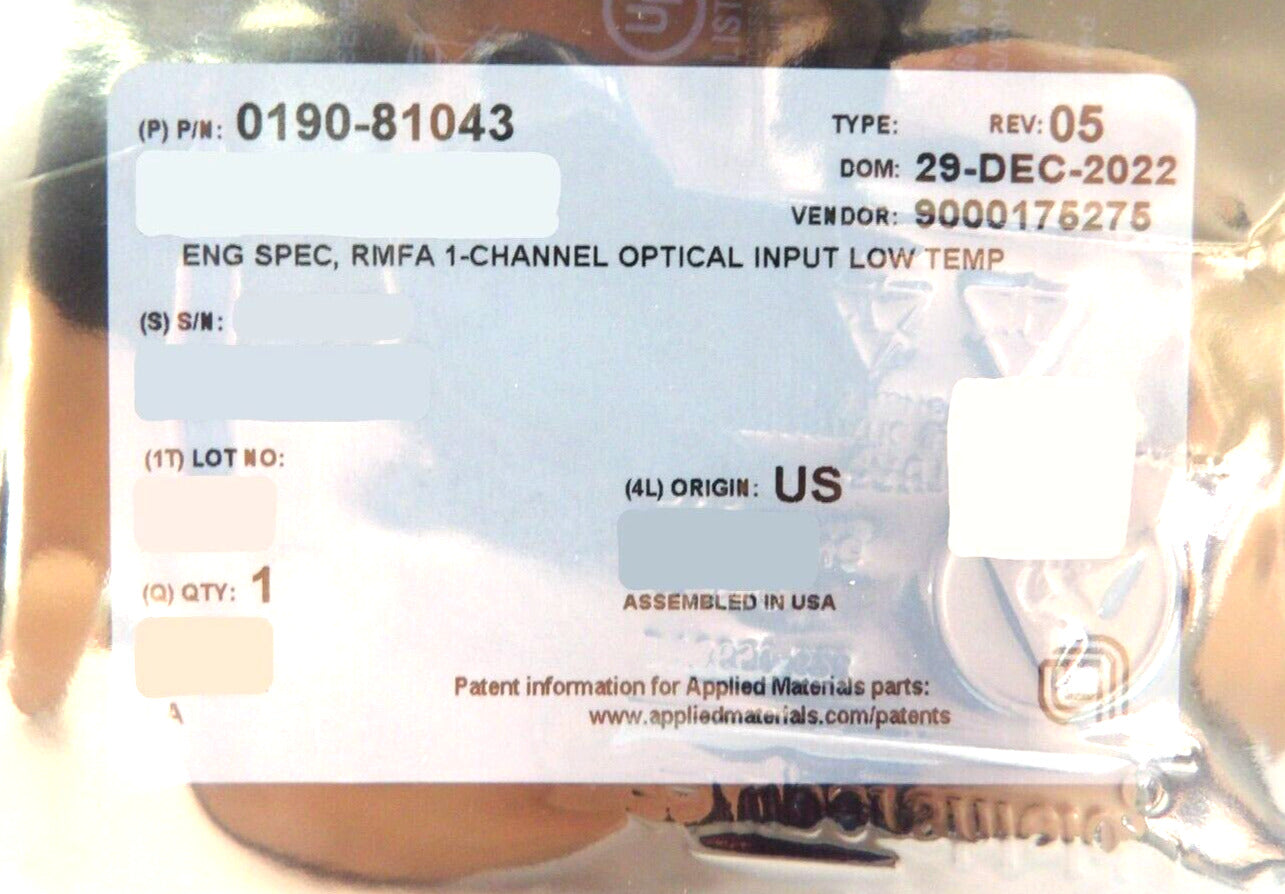 (P) P/N: 0190-81043
TYPE: REV: 05
DOM: 29-DEC-2022
VENDOR: 9000175275
ENG SPEC, RMFA 1-CHANNEL OPTICAL INPUT LOW TEMP
(S) S/N:
(1T) LOT NO:
(4L) ORIGIN: US
(Q) QTY: 1
ASSEMBLED IN USA
A
Patent information for Applied Materials parts:
www.appliedmaterials.com/patents
LIST